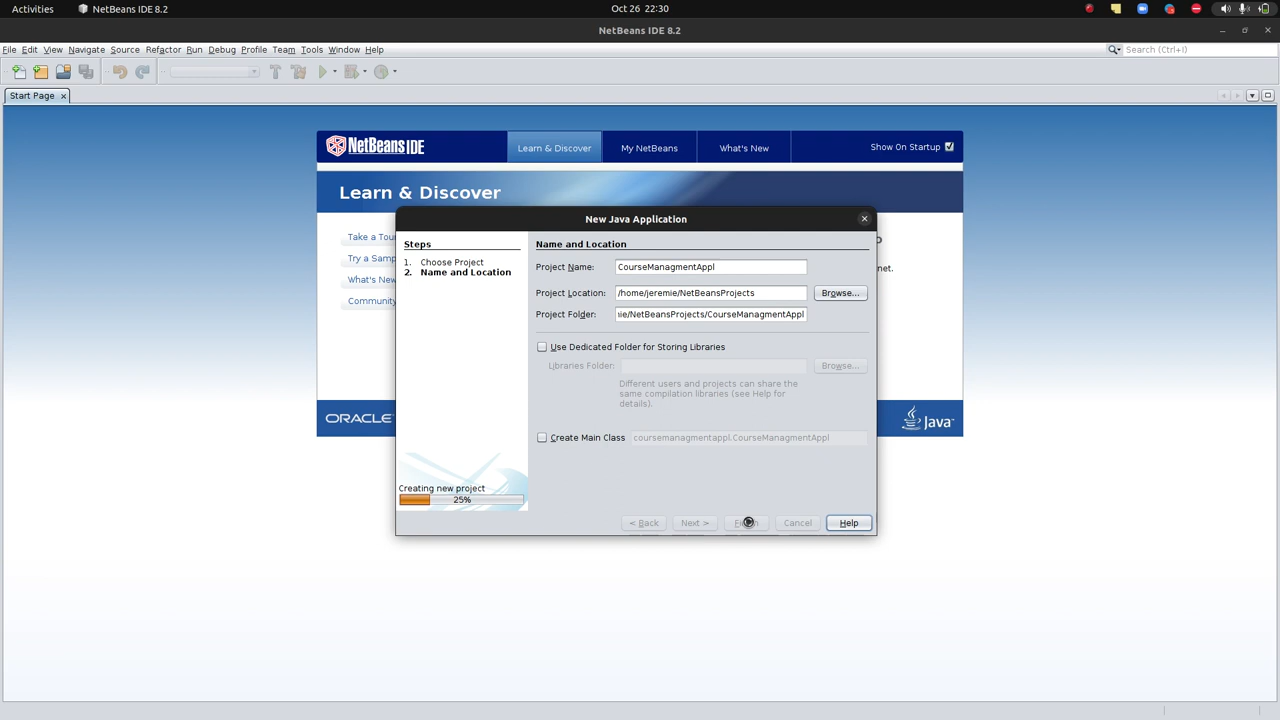 Activities NetBeans IDE 8.2 Oct 26 22:30
NetBeans IDE 8.2
File Edit View Navigate Source Refactor Run Debug Profile Team Tools Window Help Search (Ctrl+I)
Start Page
NetBeans IDE Learn & Discover My NetBeans What's New Show On Startup
Learn & Discover
New Java Application
Steps
1. Choose Project
2. Name and Location
Name and Location
Project Name: CourseManagmentAppl
Project Location: /home/jeremie/NetBeansProjects Browse...
Project Folder: ie/NetBeansProjects/CourseManagmentAppl
Use Dedicated Folder for Storing Libraries
Libraries Folder: Browse...
Different users and projects can share the
same compilation libraries (see Help for
details).
Create Main Class coursemanagmentappl.CourseManagmentAppl
Creating new project
25%
< Back Next > Cancel Help
Take a Tou
Try a Samp
What's New
Community
net.
ORACLE
Java